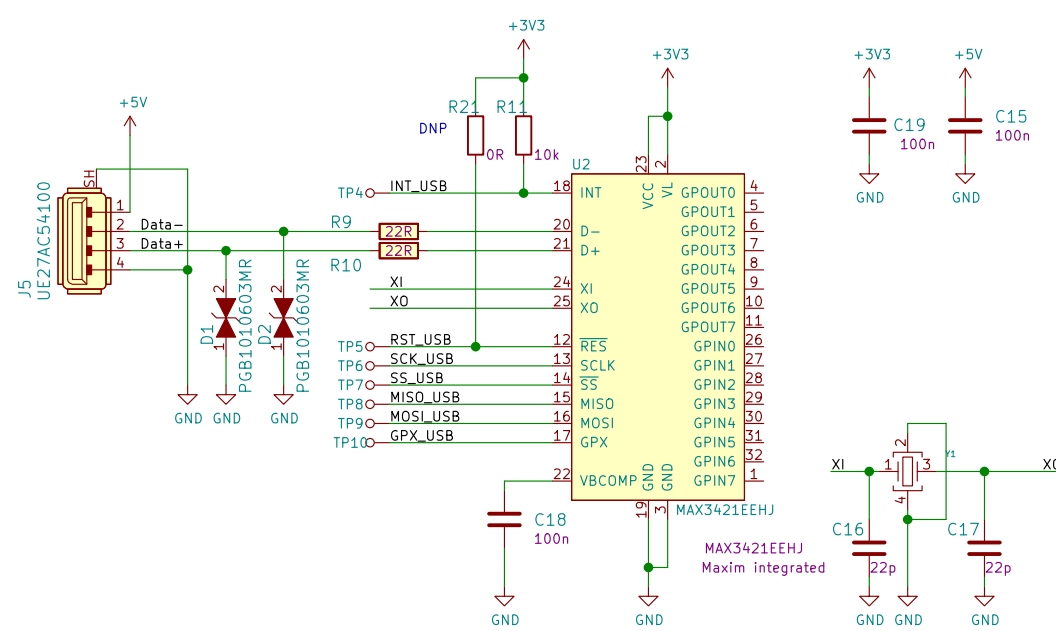 +3V3
+3V3
+3V3
+5V
+5V
R21
R11
DNP
0R
10k
C19
100n
C15
100n
GND
GND
SH
J5
UE27AC54100
1
2
3
4
Data-
Data+
U2
23
2
VCC
VL
TP4
INT_USB
18
INT
R9
22R
20
D-
22R
R10
21
D+
XI
24
XI
XO
25
XO
TP5
RST_USB
12
RES
TP6
SCK_USB
13
SCLK
TP7
SS_USB
14
SS
TP8
MISO_USB
15
MISO
TP9
MOSI_USB
16
MOSI
TP10
GPX_USB
17
GPX
22
VBCOMP
GPOUT0
4
GPOUT1
5
GPOUT2
6
GPOUT3
7
GPOUT4
8
GPOUT5
9
GPOUT6
10
GPOUT7
11
GPIN0
26
GPIN1
27
GPIN2
28
GPIN3
29
GPIN4
30
GPIN5
31
GPIN6
32
GPIN7
1
GND
GND
19
3
MAX3421EEHJ
MAX3421EEHJ
Maxim integrated
2
D1
1
PGB1010603MR
2
D2
1
PGB1010603MR
GND
GND
GND
C18
100n
GND
GND
XI
1
2
3
4
Y1
XO
C16
22p
C17
22p
GND
GND
GND